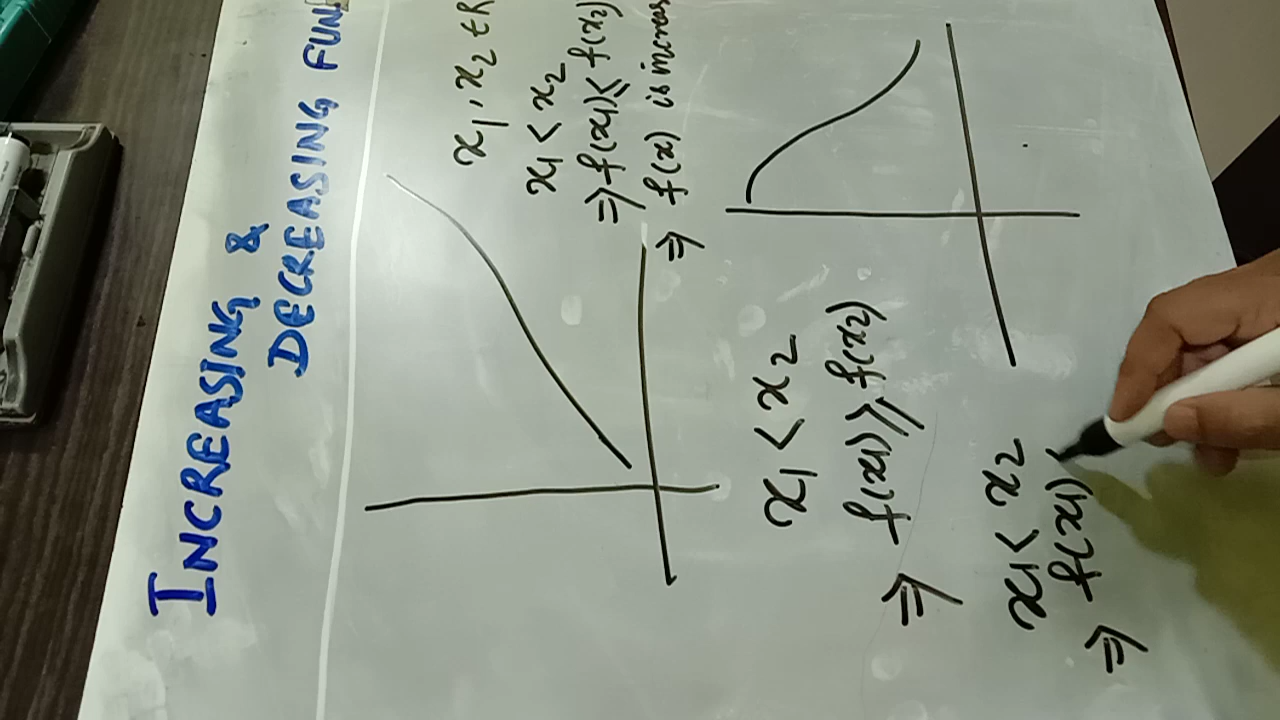 INCREASING &
DECREASING FUN
x₁, x₂ ∈ R
x₁ < x₂
⇒ f(x₁) ≤ f(x₂)
⇒ f(x) is increas
x₁ < x₂
⇒ f(x₁) ≥ f(x₂)
x₁ < x₂
⇒ f(x₁)